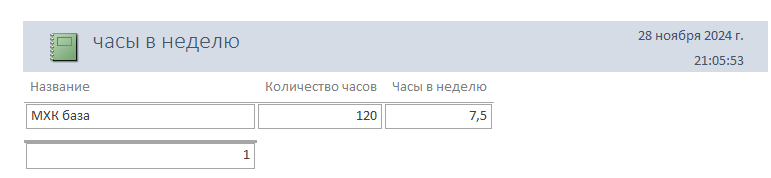 часы в неделю
28 ноября 2024 г.
21:05:53
Название Количество часов Часы в неделю
МХК база 120 7,5
1